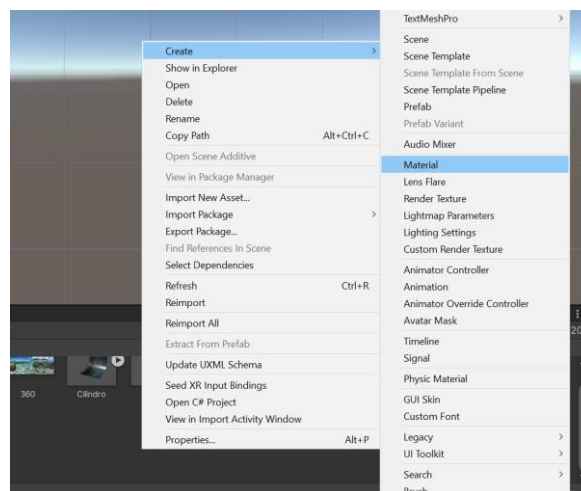 Create
Show in Explorer
Open
Delete
Rename
Copy Path Alt+Ctrl+C
Open Scene Additive
View in Package Manager
Import New Asset...
Import Package
Export Package...
Find References In Scene
Select Dependencies
Refresh Ctrl+R
Reimport
Reimport All
Extract From Prefab
Update UXML Schema
Seed XR Input Bindings
Open C# Project
View in Import Activity Window
Properties... Alt+P
TextMeshPro
Scene
Scene Template
Scene Template From Scene
Scene Template Pipeline
Prefab
Prefab Variant
Audio Mixer
Material
Lens Flare
Render Texture
Lightmap Parameters
Lighting Settings
Custom Render Texture
Animator Controller
Animation
Animator Override Controller
Avatar Mask
Timeline
Signal
Physic Material
GUI Skin
Custom Font
Legacy
UI Toolkit
Search
Brush
360
Cilindro
20